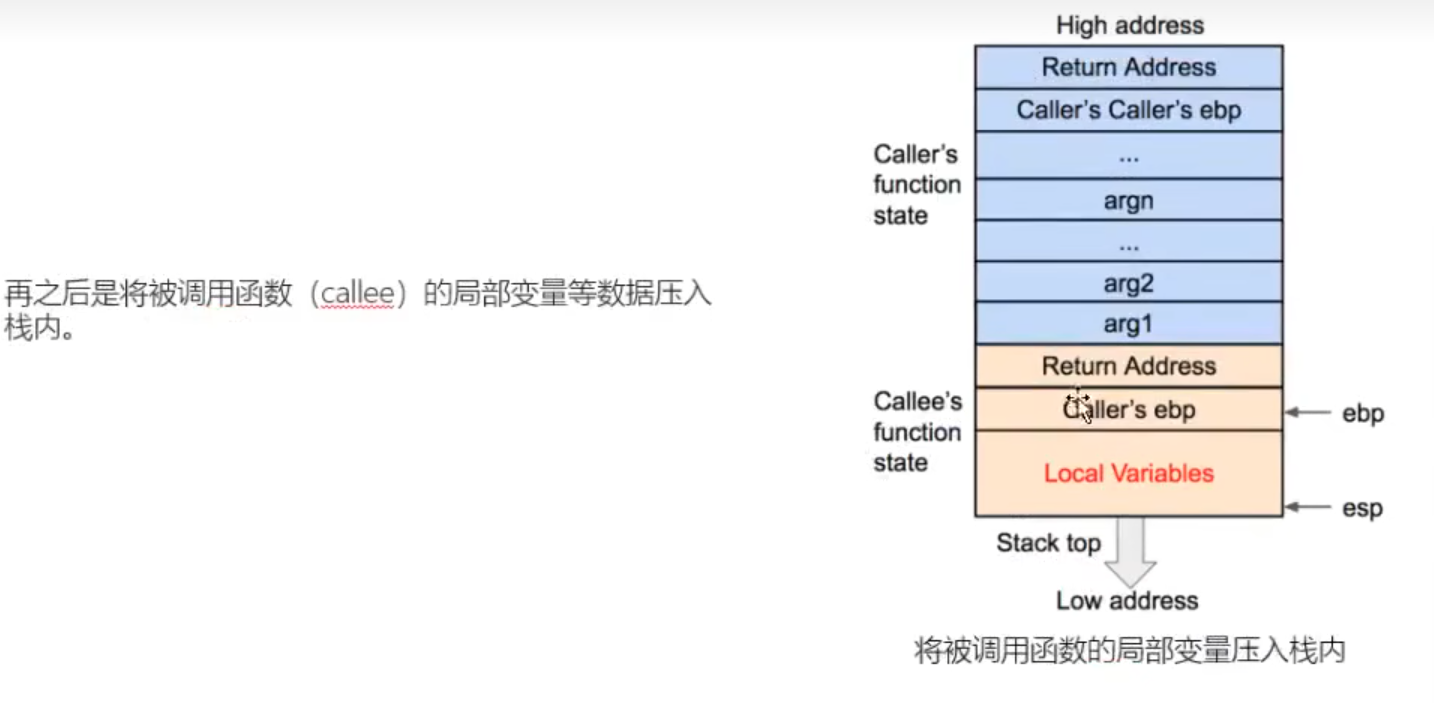 再之后是将被调用函数（callee）的局部变量等数据压入
栈内。
High address
Return Address
Caller’s Caller’s ebp
...
argn
...
arg2
arg1
Return Address
Caller’s ebp
Local Variables
Caller’s
function
state
Callee’s
function
state
ebp
esp
Stack top
Low address
将被调用函数的局部变量压入栈内